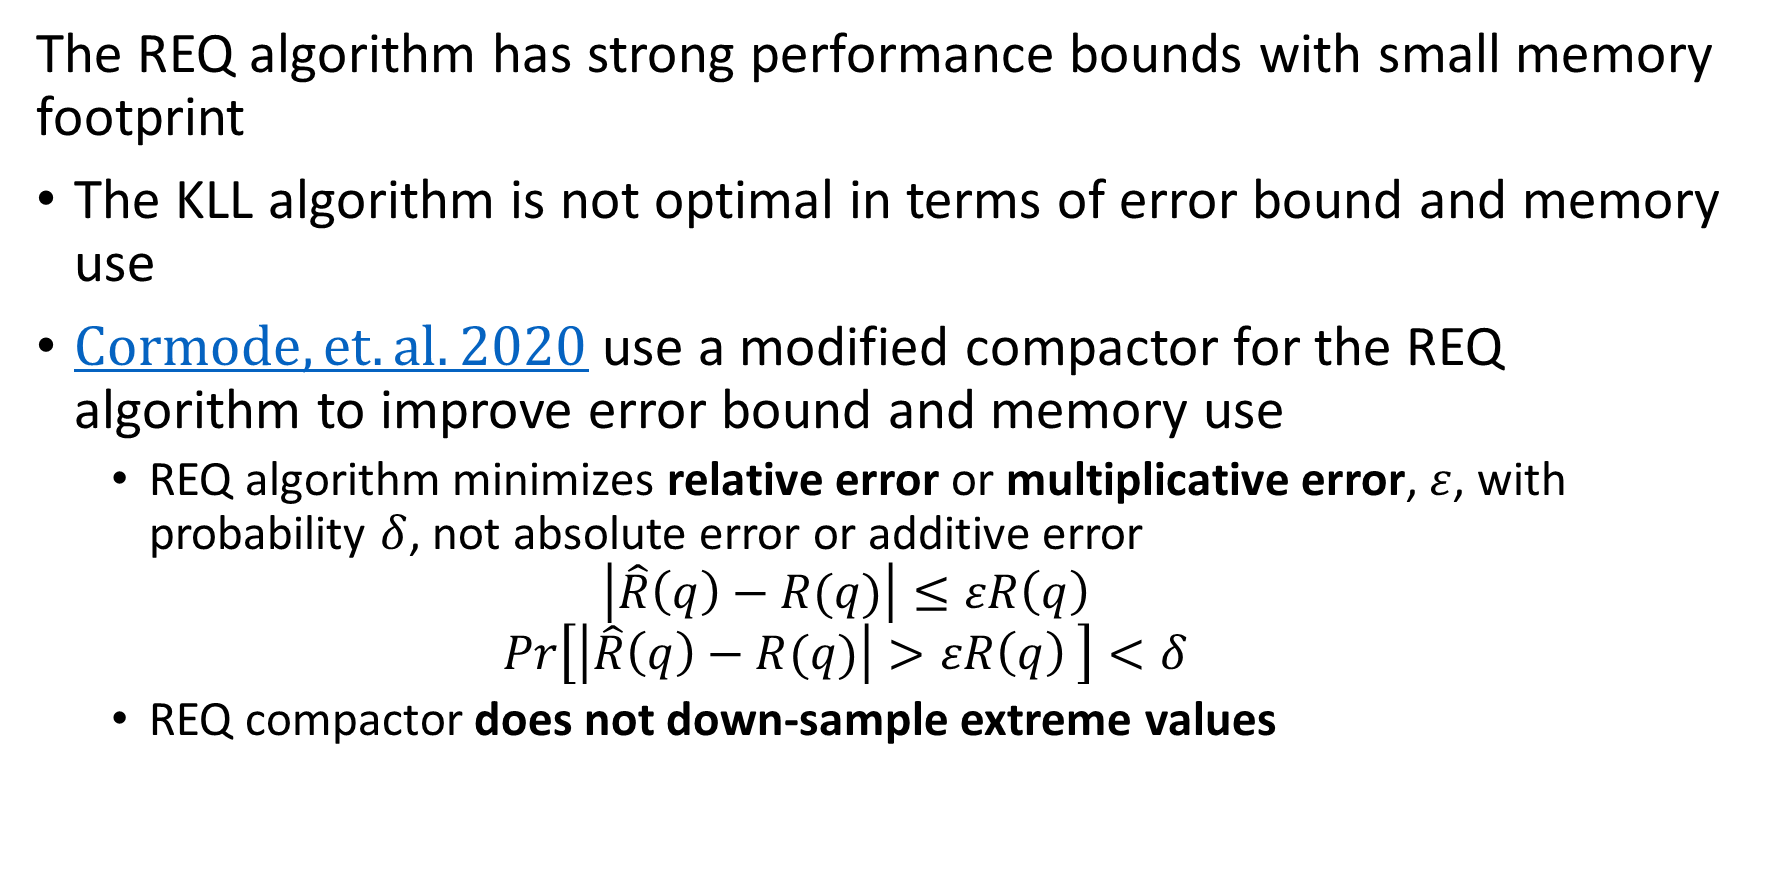 The REQ algorithm has strong performance bounds with small memory
footprint
• The KLL algorithm is not optimal in terms of error bound and memory
use
• Cormode, et. al. 2020 use a modified compactor for the REQ
algorithm to improve error bound and memory use
• REQ algorithm minimizes relative error or multiplicative error, ε, with
probability δ, not absolute error or additive error
|R̂(q) − R(q)| ≤ εR(q)
Pr[|R̂(q) − R(q)| > εR(q) ] < δ
• REQ compactor does not down-sample extreme values